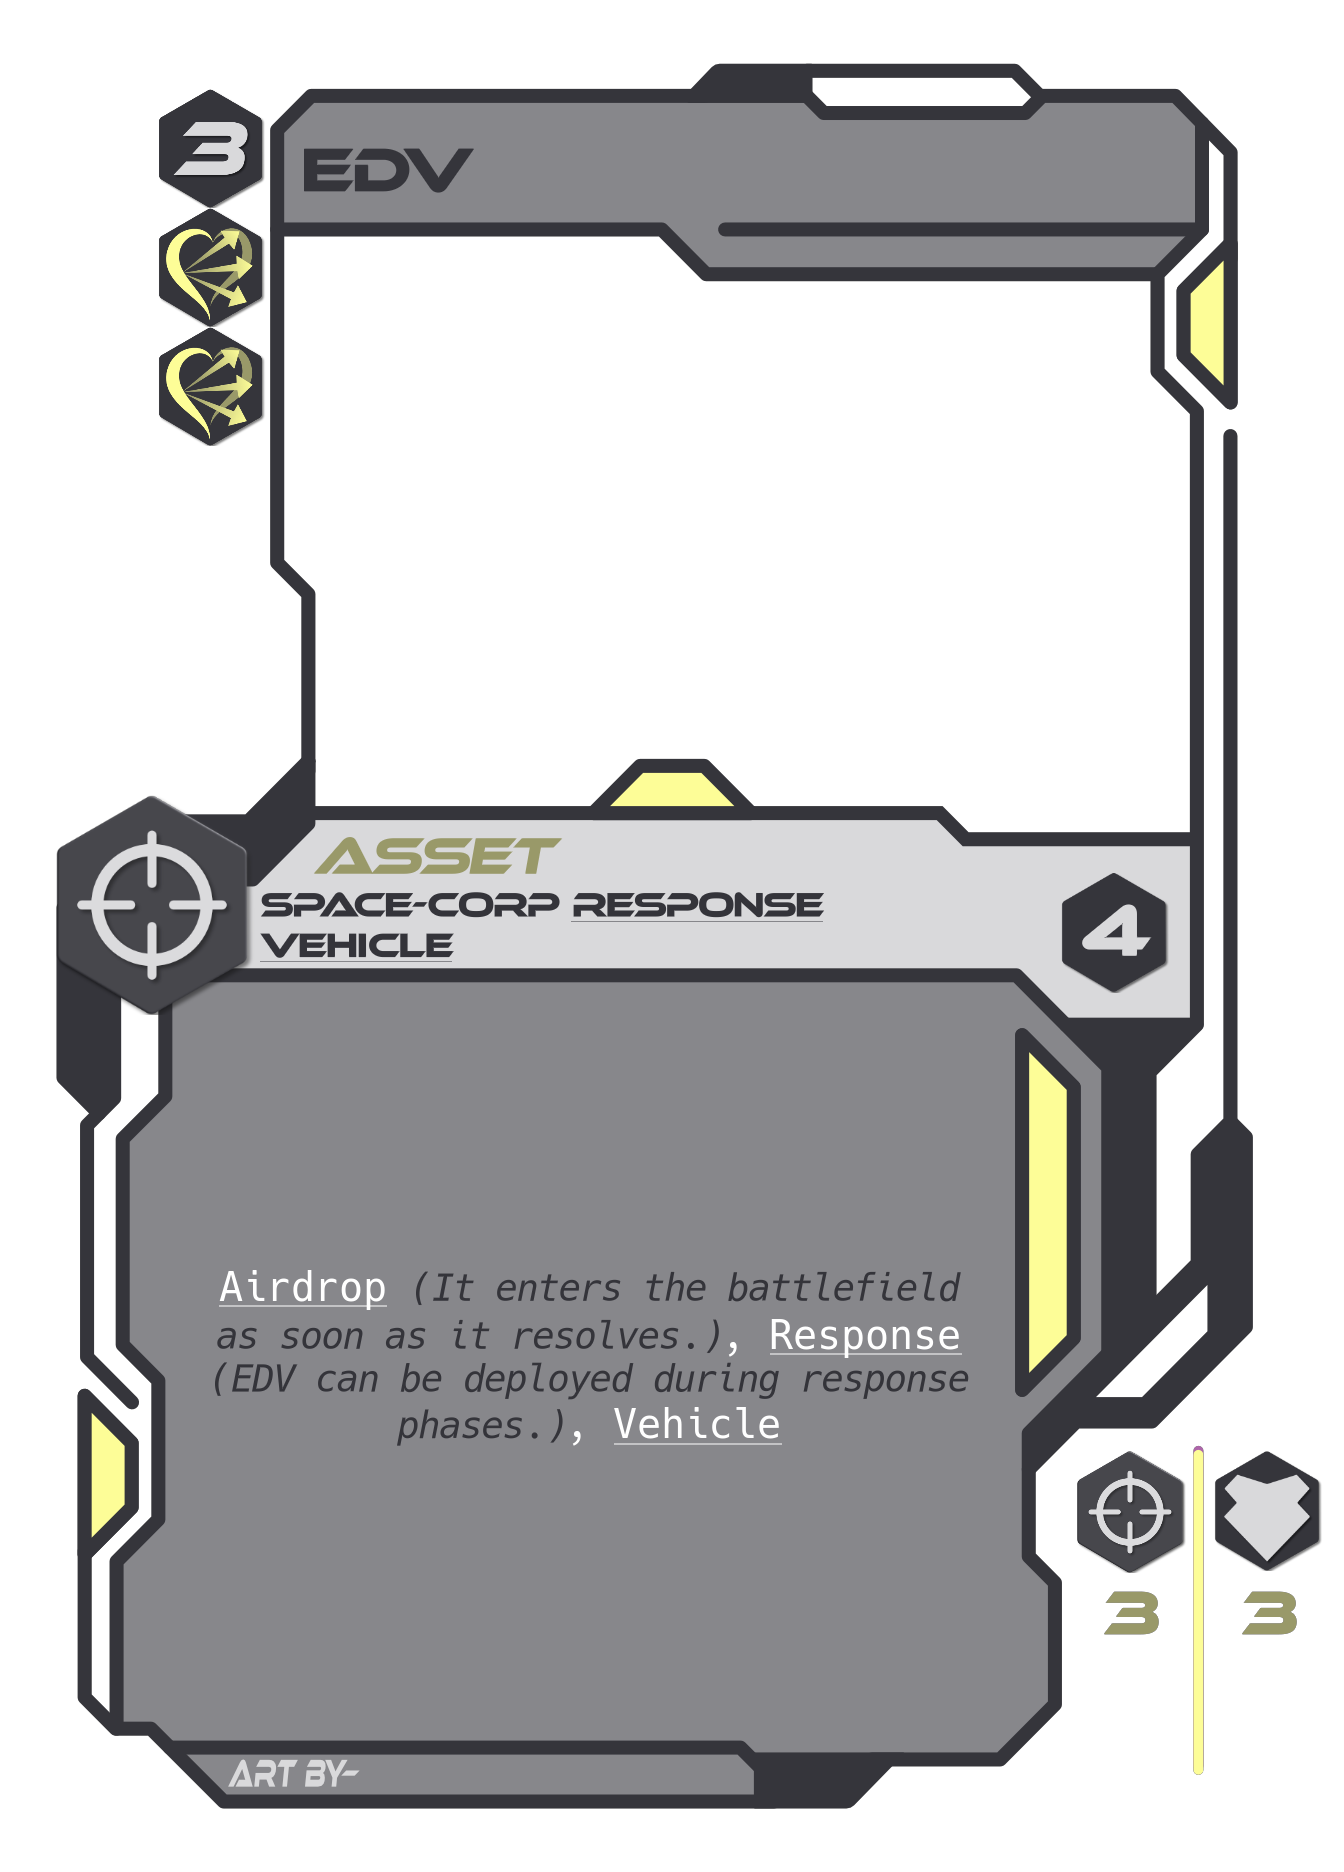 3
EDV
ASSET
SPACE-CORP RESPONSE
VEHICLE
4
Airdrop (It enters the battlefield
as soon as it resolves.), Response
(EDV can be deployed during response
phases.), Vehicle
3 3
ART BY-